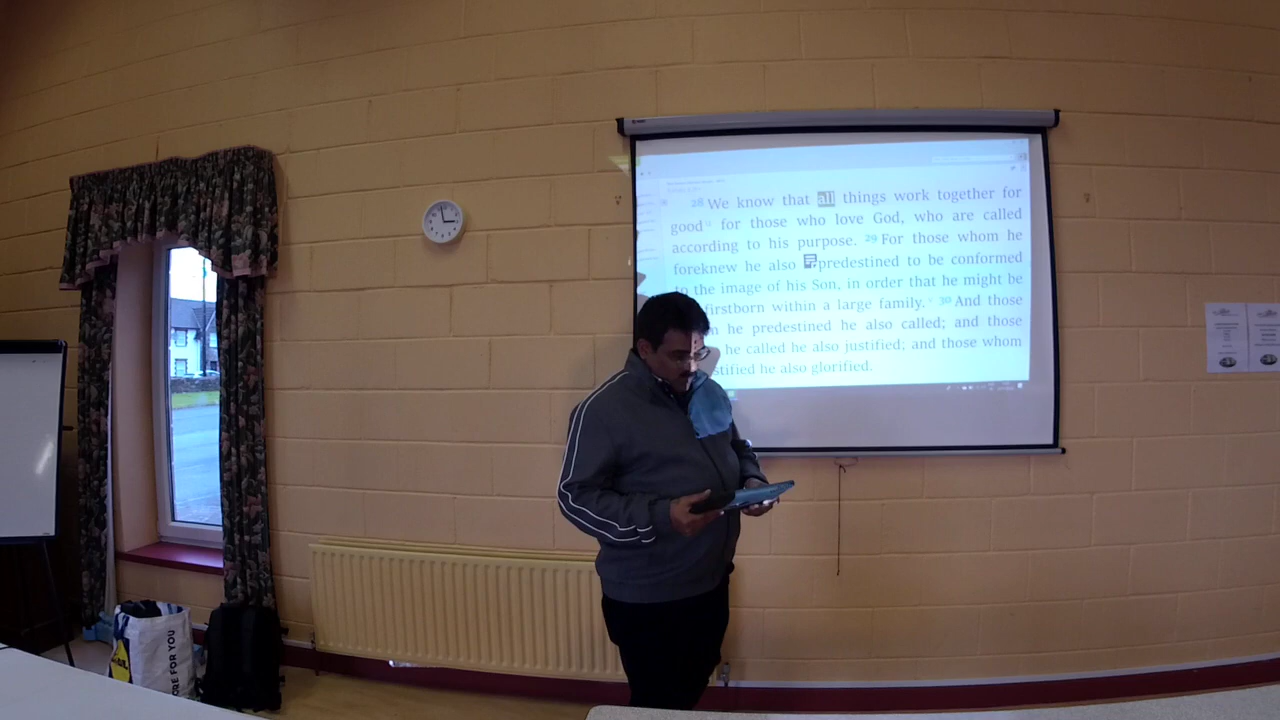 28 We know that all things work together for
good for those who love God, who are called
according to his purpose. 29 For those whom he
foreknew he also predestined to be conformed
to the image of his Son, in order that he might be
firstborn within a large family. 30 And those
he predestined he also called; and those
he called he also justified; and those whom
he also glorified.
ORE FOR YOU